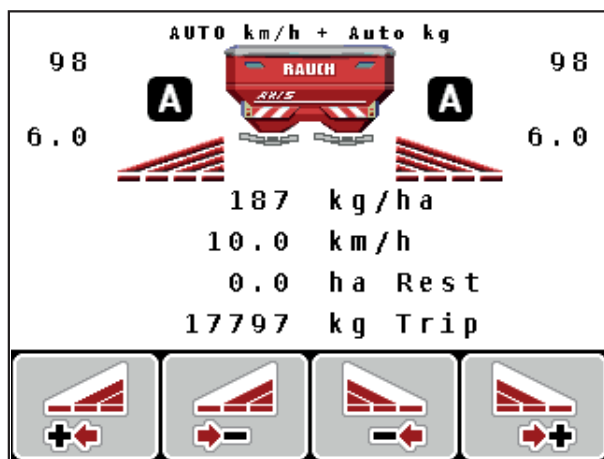 AUTO km/h + Auto kg
98 98
RAUCH
AXIS
A A
6.0 6.0
187 kg/ha
10.0 km/h
0.0 ha Rest
17797 kg Trip